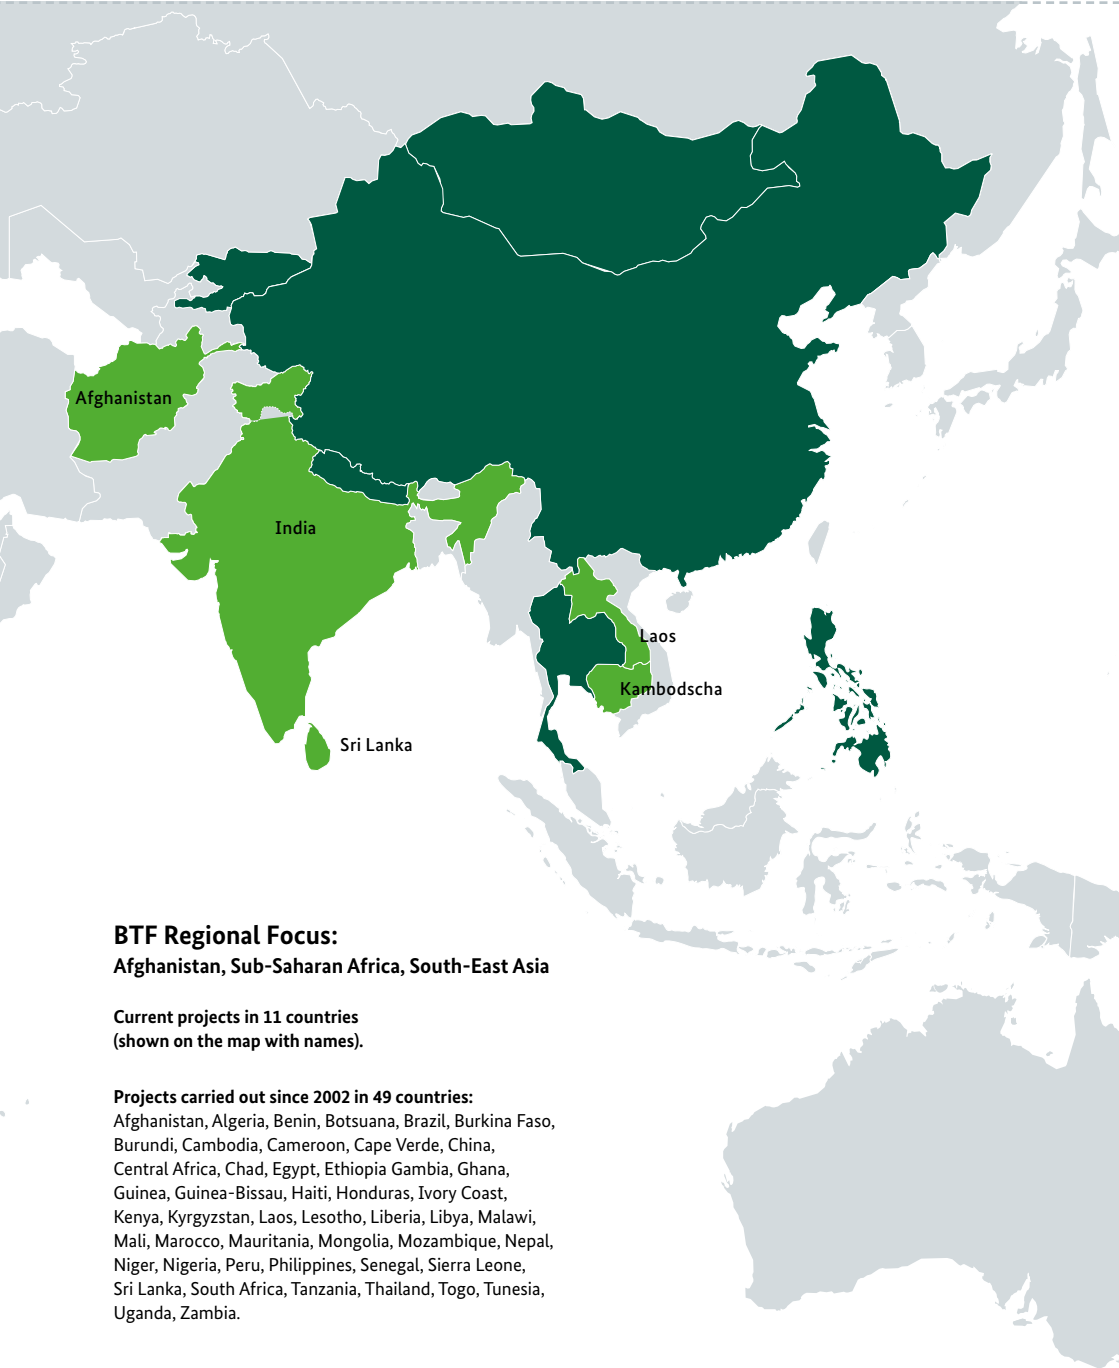 Afghanistan
India
Laos
Kambodscha
Sri Lanka
BTF Regional Focus:
Afghanistan, Sub-Saharan Africa, South-East Asia
Current projects in 11 countries
(shown on the map with names).
Projects carried out since 2002 in 49 countries:
Afghanistan, Algeria, Benin, Botsuana, Brazil, Burkina Faso,
Burundi, Cambodia, Cameroon, Cape Verde, China,
Central Africa, Chad, Egypt, Ethiopia Gambia, Ghana,
Guinea, Guinea-Bissau, Haiti, Honduras, Ivory Coast,
Kenya, Kyrgyzstan, Laos, Lesotho, Liberia, Libya, Malawi,
Mali, Marocco, Mauritania, Mongolia, Mozambique, Nepal,
Niger, Nigeria, Peru, Philippines, Senegal, Sierra Leone,
Sri Lanka, South Africa, Tanzania, Thailand, Togo, Tunesia,
Uganda, Zambia.